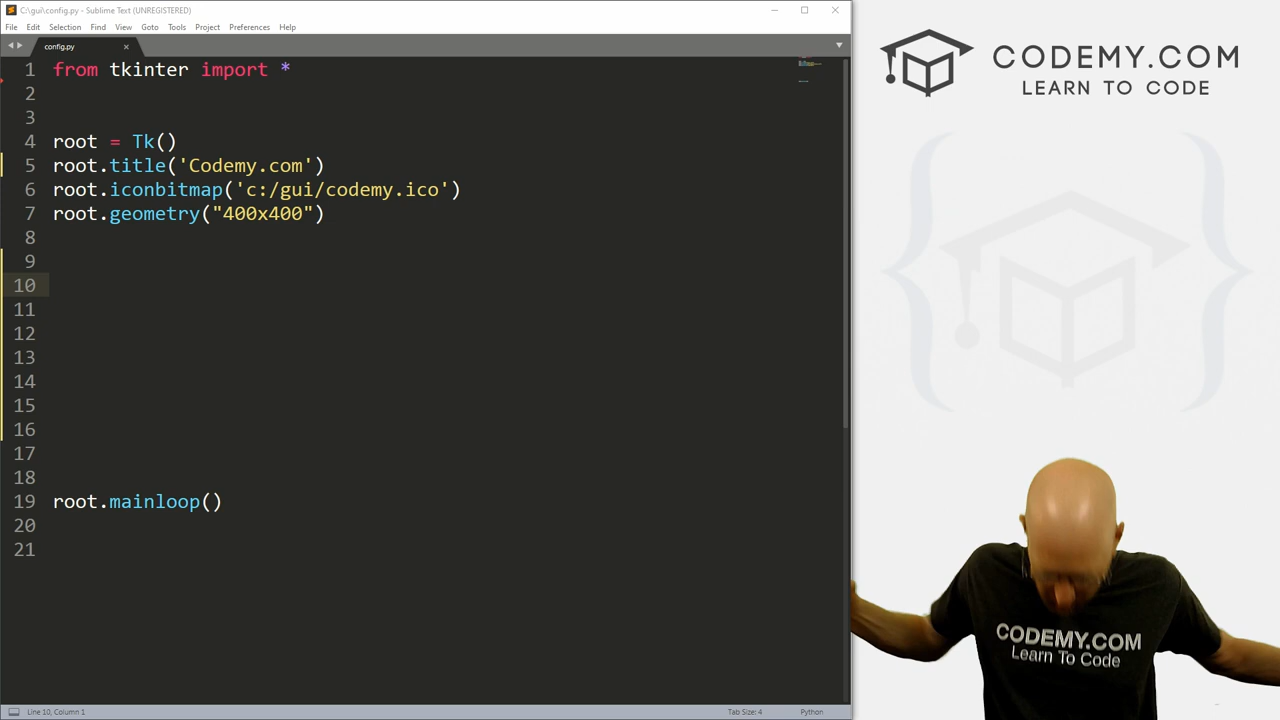 C:\gui\config.py - Sublime Text (UNREGISTERED)
File Edit Selection Find View Goto Tools Project Preferences Help
config.py
1 from tkinter import *
2
3
4 root = Tk()
5 root.title('Codemy.com')
6 root.iconbitmap('c:/gui/codemy.ico')
7 root.geometry("400x400")
8
9
10
11
12
13
14
15
16
17
18
19 root.mainloop()
20
21
Line 10, Column 1
Tab Size: 4
Python
CODEMY.COM
LEARN TO CODE
CODEMY.COM
Learn To Code